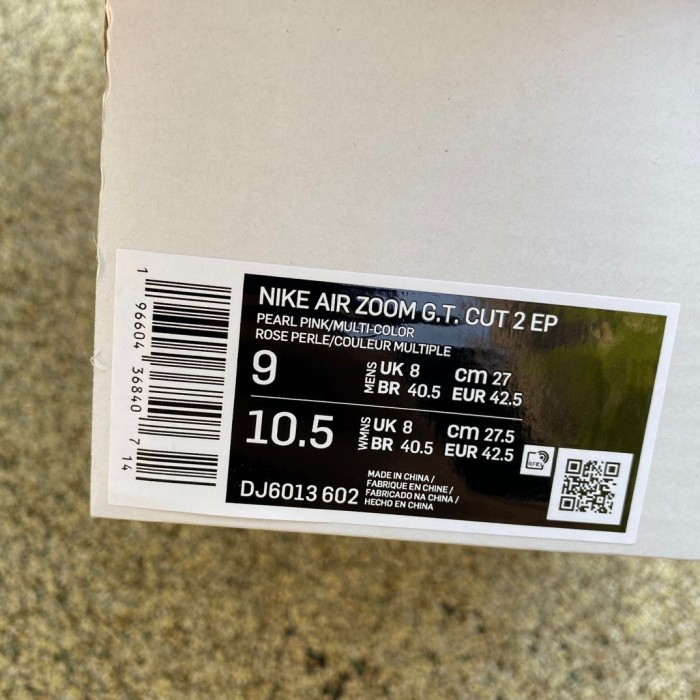 1 96604 36840 7 14
NIKE AIR ZOOM G.T. CUT 2 EP
PEARL PINK/MULTI-COLOR
ROSE PERLE/COULEUR MULTIPLE
9
MENS
UK 8 cm 27
BR 40.5 EUR 42.5
10.5
WMNS
UK 8 cm 27.5
BR 40.5 EUR 42.5
RFID
DJ6013 602
MADE IN CHINA /
FABRIQUE EN CHINE /
FABRICADO NA CHINA /
HECHO EN CHINA